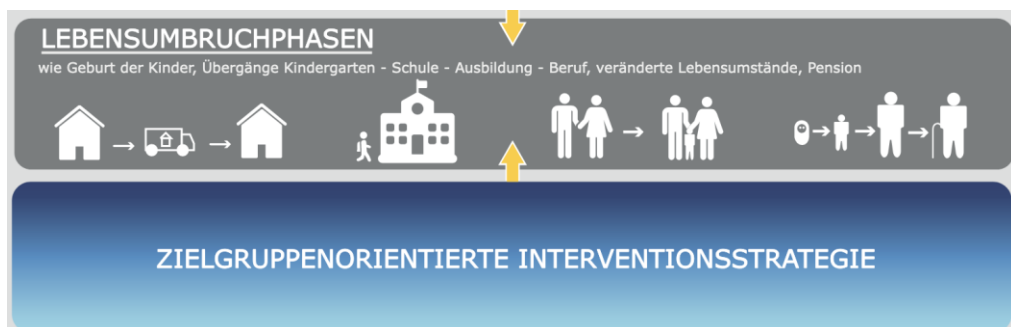 LEBENSUMBRUCHPHASEN
wie Geburt der Kinder, Übergänge Kindergarten - Schule - Ausbildung - Beruf, veränderte Lebensumstände, Pension
ZIELGRUPPENORIENTIERTE INTERVENTIONSSTRATEGIE